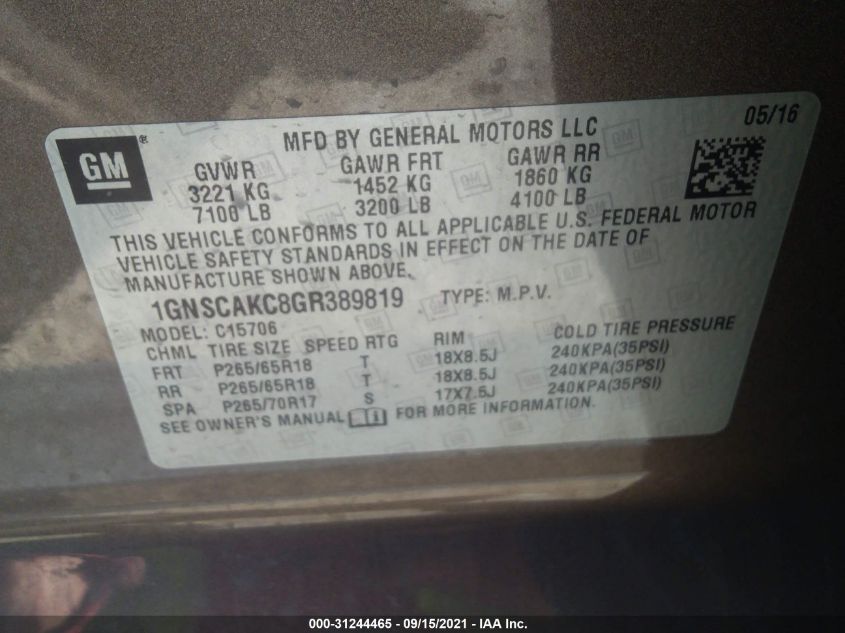 05/16
MFD BY GENERAL MOTORS LLC
GM®
GVWR GAWR FRT GAWR RR
3221 KG 1452 KG 1860 KG
7100 LB 3200 LB 4100 LB
THIS VEHICLE CONFORMS TO ALL APPLICABLE U.S. FEDERAL MOTOR
VEHICLE SAFETY STANDARDS IN EFFECT ON THE DATE OF
MANUFACTURE SHOWN ABOVE.
1GNSCAKC8GR389819 TYPE: M.P.V.
MODEL: C15706
CHML TIRE SIZE SPEED RTG RIM COLD TIRE PRESSURE
FRT P265/65R18 T 18X8.5J 240KPA(35PSI)
RR P265/65R18 T 18X8.5J 240KPA(35PSI)
SPA P265/70R17 S 17X7.5J 240KPA(35PSI)
SEE OWNER'S MANUAL FOR MORE INFORMATION.
000-31244465 - 09/15/2021 - IAA Inc.